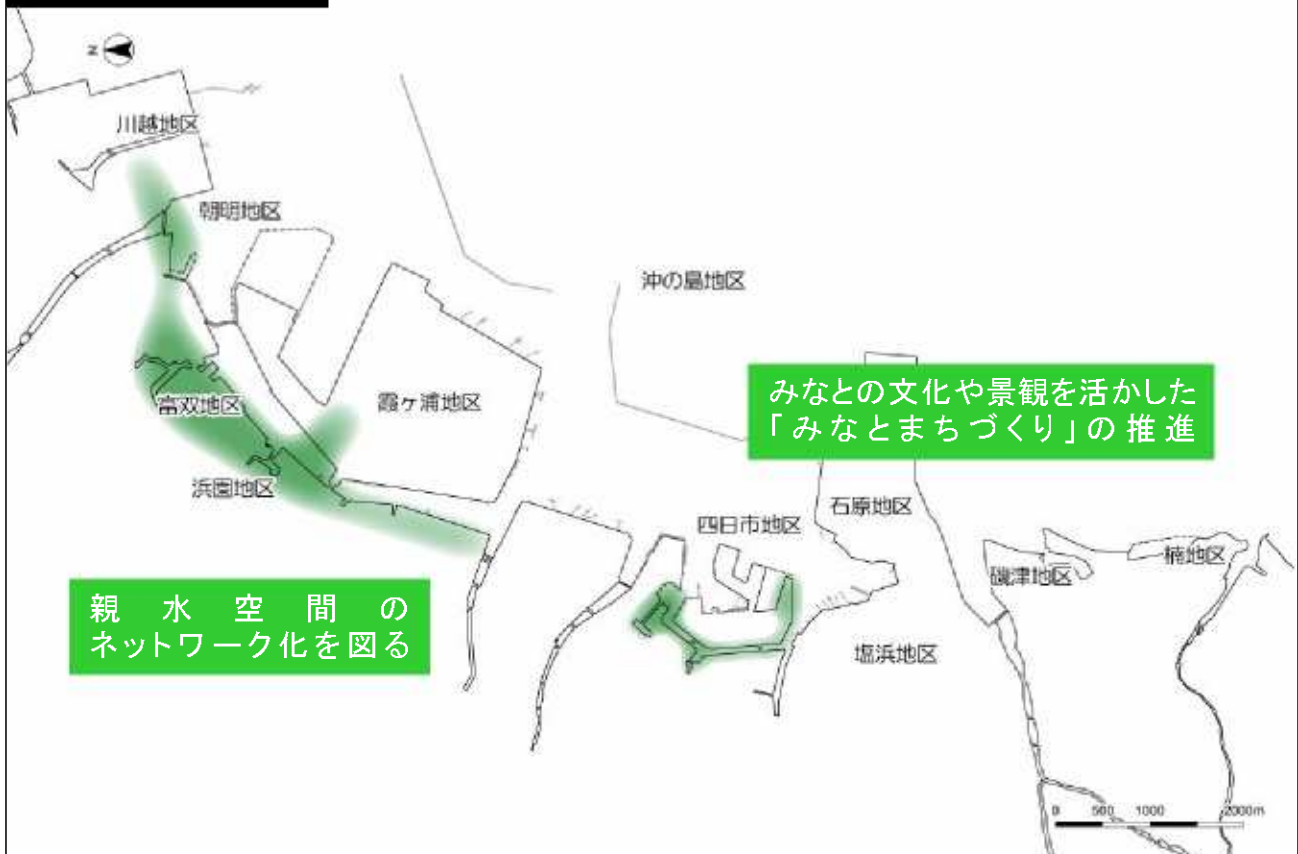 N
川越地区
朝明地区
沖の島地区
富双地区
霞ヶ浦地区
みなとの文化や景観を活かした
「みなとまちづくり」の推進
浜園地区
石原地区
四日市地区
磯津地区
楠地区
親水空間の
ネットワーク化を図る
塩浜地区
0 500 1000 2000m